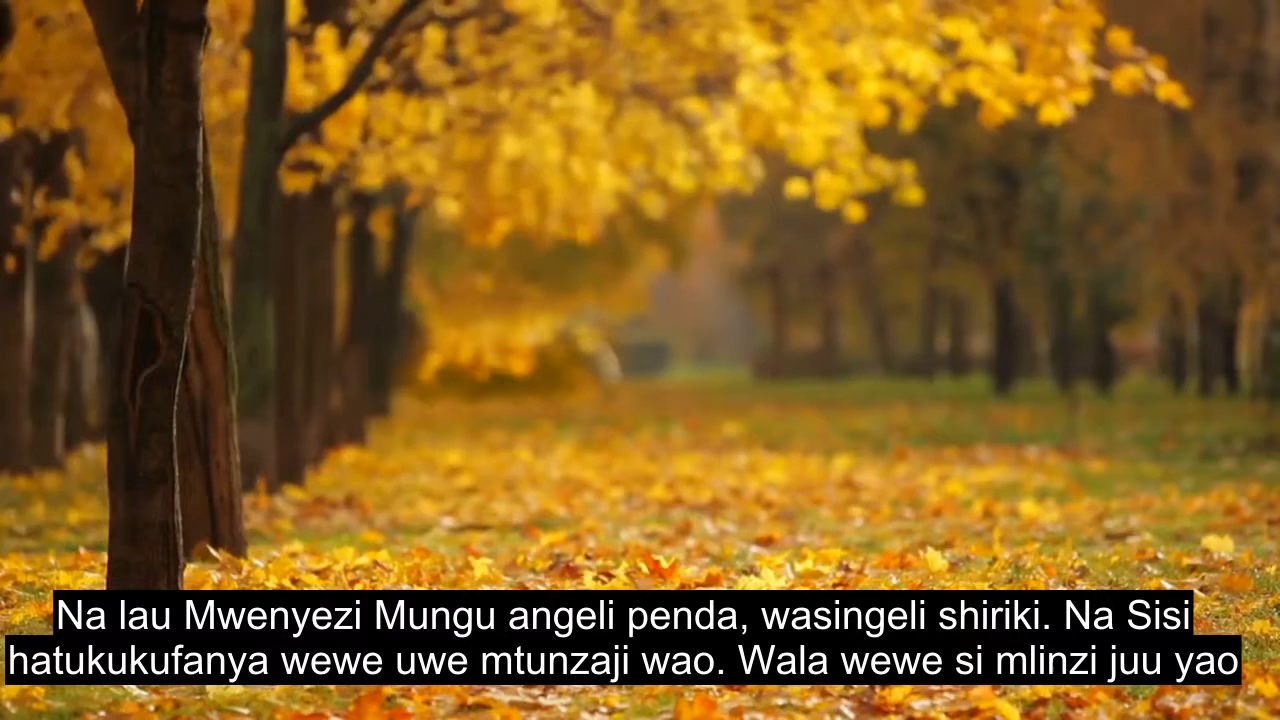 Na lau Mwenyezi Mungu angeli penda, wasingeli shiriki. Na Sisi
hatukukufanya wewe uwe mtunzaji wao. Wala wewe si mlinzi juu yao